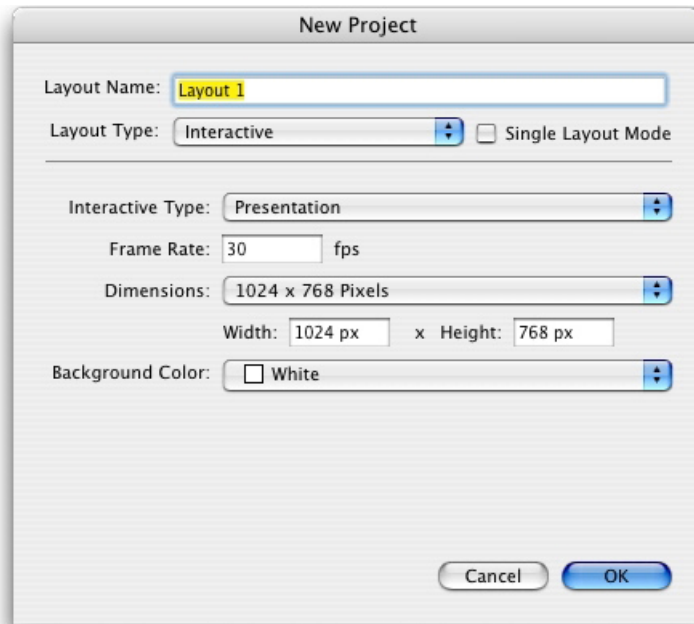 New Project
Layout Name: Layout 1
Layout Type: Interactive Single Layout Mode
Interactive Type: Presentation
Frame Rate: 30 fps
Dimensions: 1024 x 768 Pixels
Width: 1024 px x Height: 768 px
Background Color: White
Cancel OK